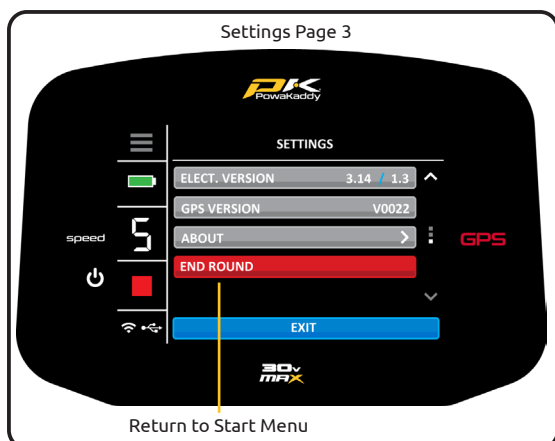 Settings Page 3
PK
PowaKaddy
SETTINGS
ELECT. VERSION 3.14 / 1.3
GPS VERSION V0022
speed 5 ABOUT > GPS
END ROUND
EXIT
30v
MAX
Return to Start Menu